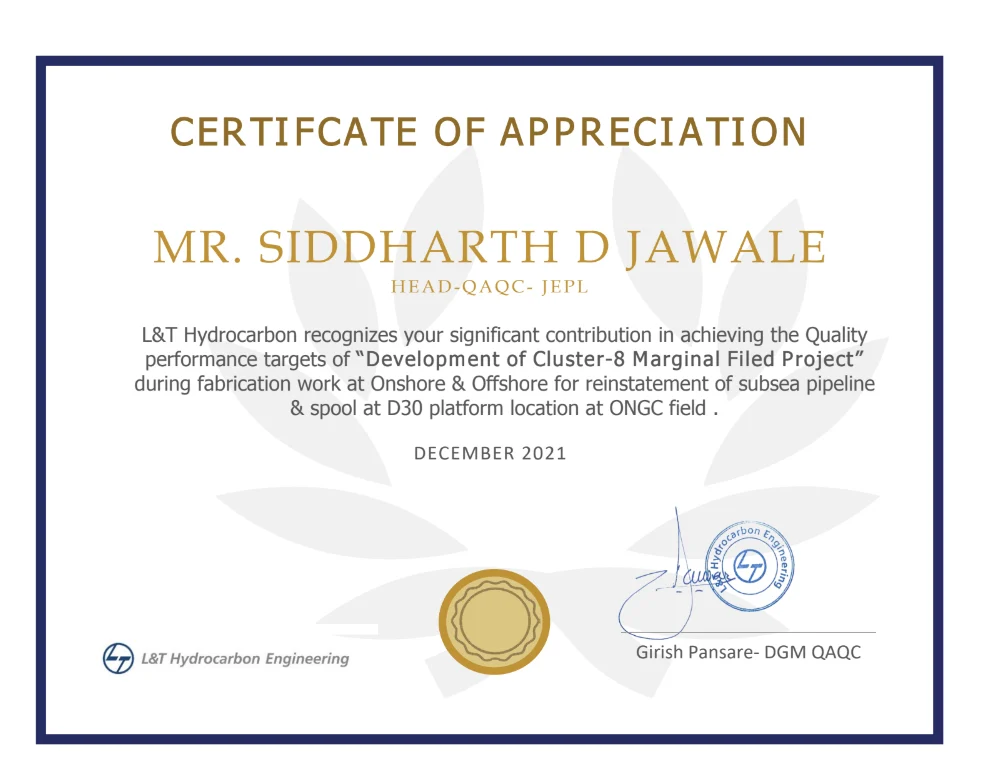 CERTIFCATE OF APPRECIATION
MR. SIDDHARTH D JAWALE
HEAD-QAQC- JEPL
L&T Hydrocarbon recognizes your significant contribution in achieving the Quality
performance targets of “Development of Cluster-8 Marginal Filed Project”
during fabrication work at Onshore & Offshore for reinstatement of subsea pipeline
& spool at D30 platform location at ONGC field .
DECEMBER 2021
L&T Hydrocarbon Engineering
LT
Girish Pansare- DGM QAQC
LT L&T Hydrocarbon Engineering